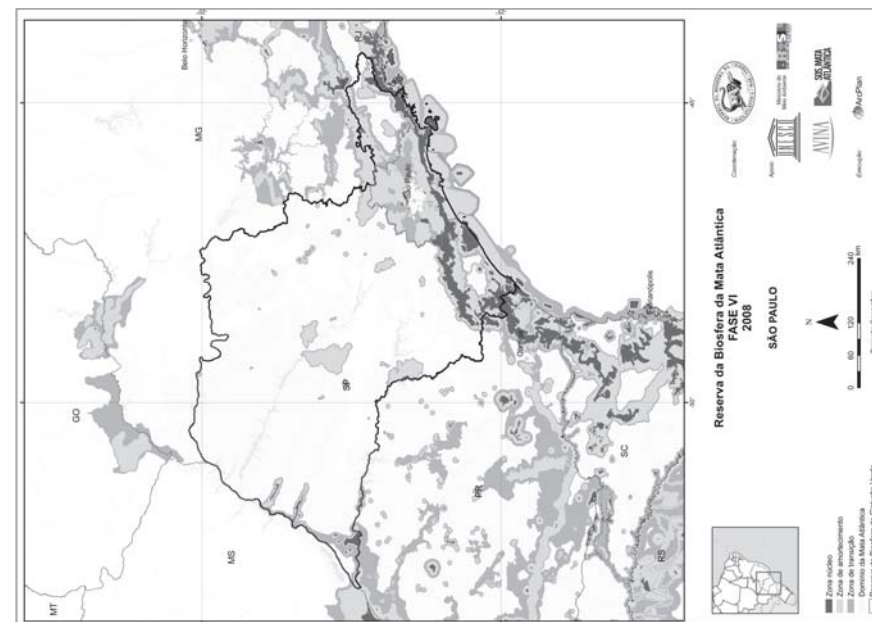 Belo Horizonte
MG
RJ
GO
São Paulo
SP
MS
MT
PR
SC
RS
Reserva da Biosfera da Mata Atlântica
FASE VI
2008
SÃO PAULO
N
0 60 120 240
km
Coordenação
Apoio
UNESCO
Ministério do
Meio Ambiente
AVINA
SOS MATA
ATLÂNTICA
Execução
ArcPlan
Zona núcleo
Zona de amortecimento
Zona de transição
Domínio da Mata Atlântica